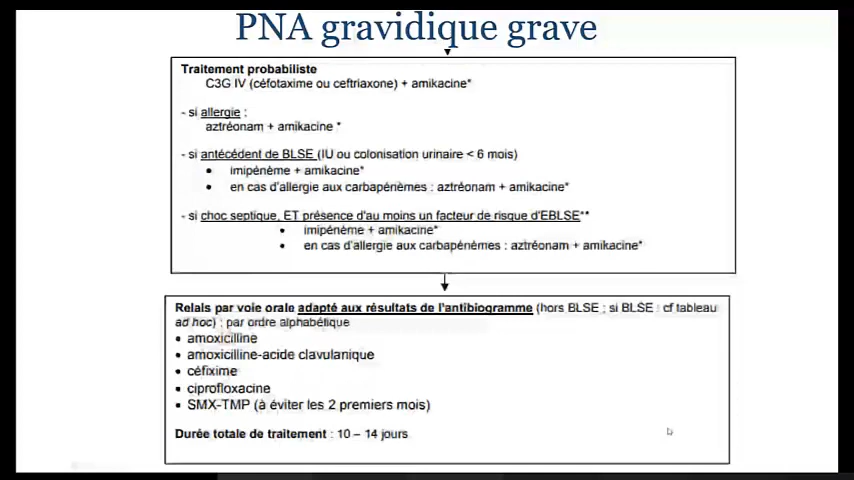 PNA gravidique grave
Traitement probabiliste
C3G IV (céfotaxime ou ceftriaxone) + amikacine*
- si allergie :
aztréonam + amikacine *
- si antécédent de BLSE (IU ou colonisation urinaire < 6 mois)
• imipénème + amikacine*
• en cas d'allergie aux carbapénèmes : aztréonam + amikacine*
- si choc septique, ET présence d'au moins un facteur de risque d'EBLSE**
• imipénème + amikacine*
• en cas d'allergie aux carbapénèmes : aztréonam + amikacine*
Relais par voie orale adapté aux résultats de l'antibiogramme (hors BLSE ; si BLSE : cf tableau
ad hoc) : par ordre alphabétique
• amoxicilline
• amoxicilline-acide clavulanique
• céfixime
• ciprofloxacine
• SMX-TMP (à éviter les 2 premiers mois)
Durée totale de traitement : 10 – 14 jours